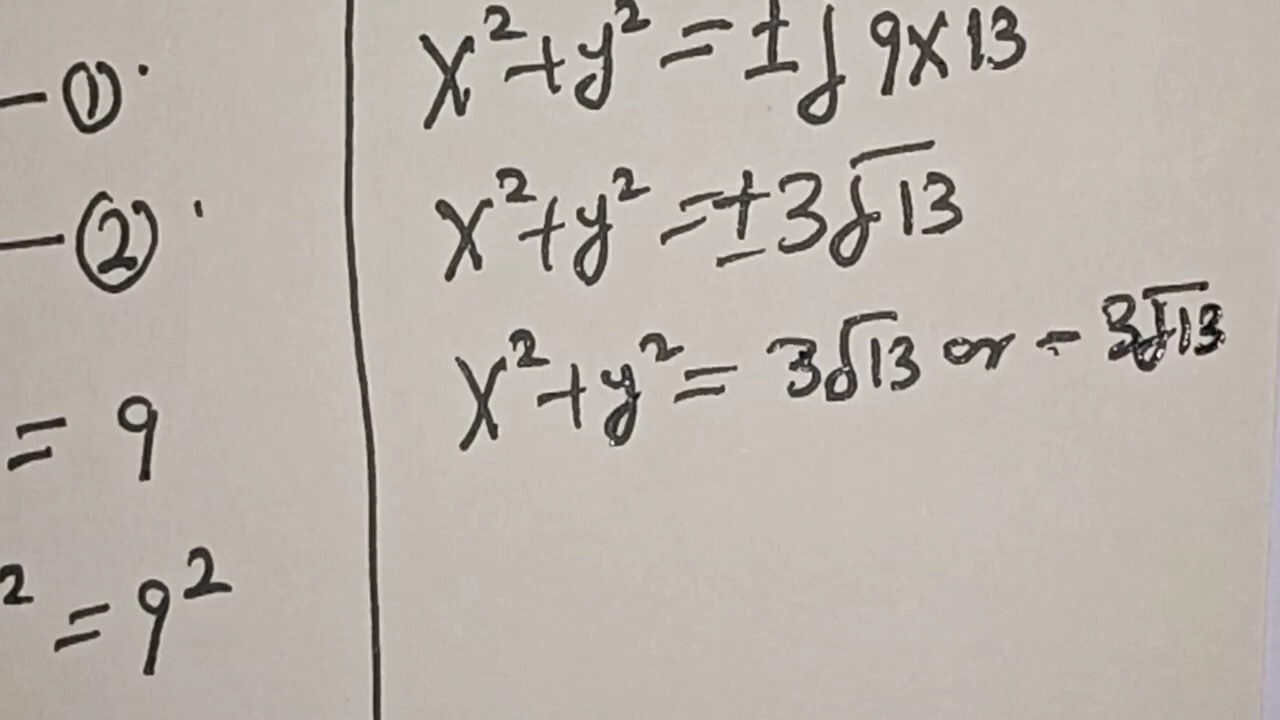 — ①
— ②
= 9
² = 9²
x² + y² = ±√9×13
x² + y² = ±3√13
x² + y² = 3√13 or - 3√13